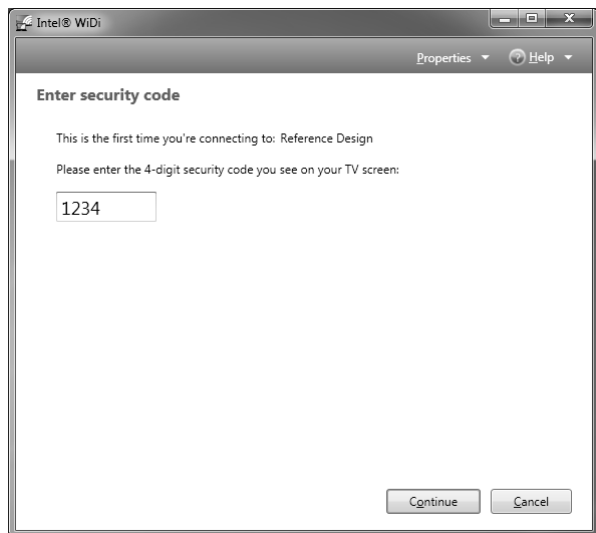 Intel® WiDi
Properties Help
Enter security code
This is the first time you're connecting to: Reference Design
Please enter the 4-digit security code you see on your TV screen:
1234
Continue Cancel